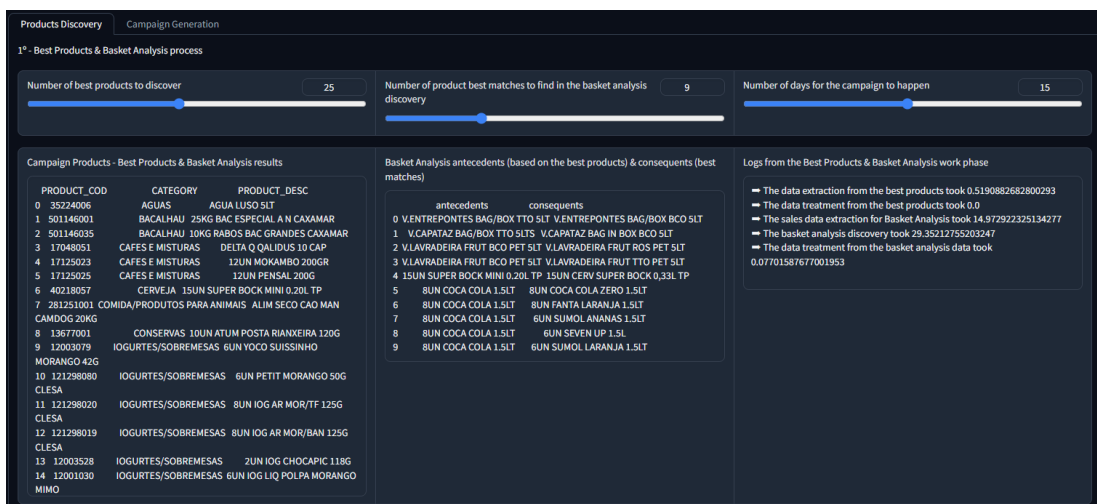 Products Discovery
Campaign Generation
1º - Best Products & Basket Analysis process
Number of best products to discover
25
Number of product best matches to find in the basket analysis
discovery
9
Number of days for the campaign to happen
15
Campaign Products - Best Products & Basket Analysis results
PRODUCT_COD CATEGORY PRODUCT_DESC
0 35224006 AGUAS AGUA LUSO 5LT
1 501146001 BACALHAU 25KG BAC ESPECIAL A N CAXAMAR
2 501146035 BACALHAU 10KG RABOS BAC GRANDES CAXAMAR
3 17048051 CAFES E MISTURAS DELTA Q QALIDUS 10 CAP
4 17125023 CAFES E MISTURAS 12UN MOKAMBO 200GR
5 17125025 CAFES E MISTURAS 12UN PENSAL 200G
6 40218057 CERVEJA 15UN SUPER BOCK MINI 0.20L TP
7 281251001 COMIDA/PRODUTOS PARA ANIMAIS ALIM SECO CAO MAN
CAMDOG 20KG
8 13677001 CONSERVAS 10UN ATUM POSTA RIANXEIRA 120G
9 12003079 IOGURTES/SOBREMESAS 6UN YOCO SUISSINHO
MORANGO 42G
10 121298080 IOGURTES/SOBREMESAS 6UN PETIT MORANGO 50G
CLESA
11 121298020 IOGURTES/SOBREMESAS 8UN IOG AR MOR/TF 125G
CLESA
12 121298019 IOGURTES/SOBREMESAS 8UN IOG AR MOR/BAN 125G
CLESA
13 12003528 IOGURTES/SOBREMESAS 2UN IOG CHOCAPIC 118G
14 12001030 IOGURTES/SOBREMESAS 6UN IOG LIQ POLPA MORANGO
MIMO
Basket Analysis antecedents (based on the best products) & consequents (best
matches)
antecedents consequents
0 V.ENTREPONTES BAG/BOX TTO 5LT V.ENTREPONTES BAG/BOX BCO 5LT
1 V.CAPATAZ BAG/BOX TTO 5LTS V.CAPATAZ BAG IN BOX BCO 5LT
2 V.LAVRADEIRA FRUT BCO PET 5LT V.LAVRADEIRA FRUT ROS PET 5LT
3 V.LAVRADEIRA FRUT BCO PET 5LT V.LAVRADEIRA FRUT TTO PET 5LT
4 15UN SUPER BOCK MINI 0.20L TP 15UN CERV SUPER BOCK 0,33L TP
5 8UN COCA COLA 1.5LT 8UN COCA COLA ZERO 1.5LT
6 8UN COCA COLA 1.5LT 8UN FANTA LARANJA 1.5LT
7 8UN COCA COLA 1.5LT 6UN SUMOL ANANAS 1.5LT
8 8UN COCA COLA 1.5LT 6UN SEVEN UP 1.5L
9 8UN COCA COLA 1.5LT 6UN SUMOL LARANJA 1.5LT
Logs from the Best Products & Basket Analysis work phase
➡ The data extraction from the best products took 0.5190882682800293
➡ The data treatment from the best products took 0.0
➡ The sales data extraction for Basket Analysis took 14.972922325134277
➡ The basket analysis discovery took 29.35212755203247
➡ The data treatment from the basket analysis data took
0.07701587677001953